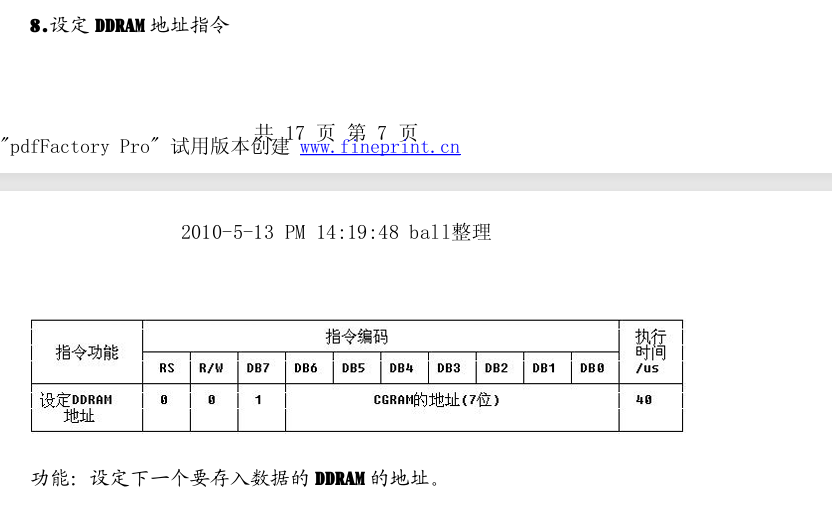 8.设定 DDRAM 地址指令
共 17 页 第 7 页
"pdfFactory Pro" 试用版本创建 www.fineprint.cn
2010-5-13 PM 14:19:48 ball整理
指令功能 指令编码 执行时间/us
RS R/W DB7 DB6 DB5 DB4 DB3 DB2 DB1 DB0
设定DDRAM地址 0 0 1 CGRAM的地址(7位) 40
功能: 设定下一个要存入数据的 DDRAM 的地址。